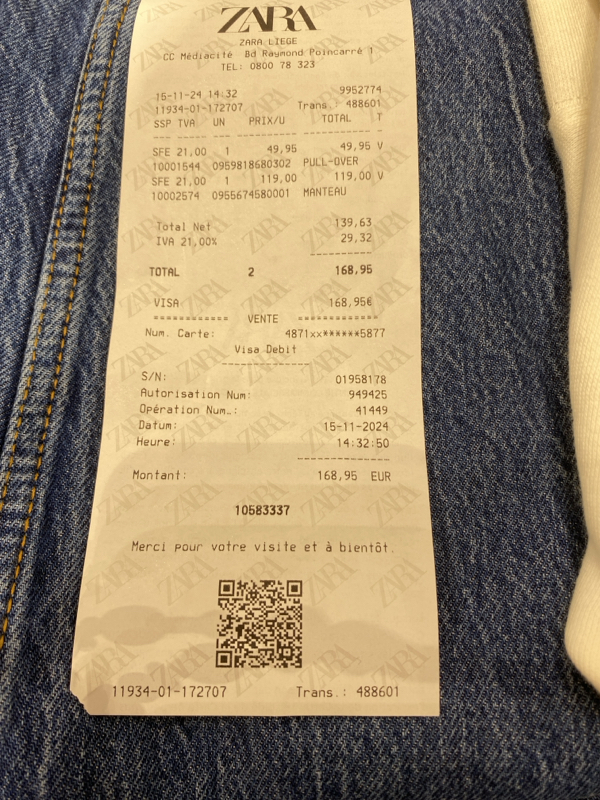 ZARA
ZARA LIEGE
CC Médiacité Bd Raymond Poincarré 1
TEL: 0800 78 323
15-11-24 14:32 9952774
11934-01-172707 Trans.: 488601
SSP TVA UN PRIX/U TOTAL T
SFE 21,00 1 49,95 49,95 V
10001544 0959818680302 PULL-OVER
SFE 21,00 1 119,00 119,00 V
10002574 0955674580001 MANTEAU
Total Net 139,63
IVA 21,00% 29,32
TOTAL 2 168,95
VISA 168,95€
============ VENTE =============
Num. Carte: 4871xx******5877
Visa Debit
S/N: 01958178
Autorisation Num: 949425
Opération Num.: 41449
Datum: 15-11-2024
Heure: 14:32:50
Montant: 168,95 EUR
10583337
Merci pour votre visite et à bientôt.
11934-01-172707 Trans.: 488601